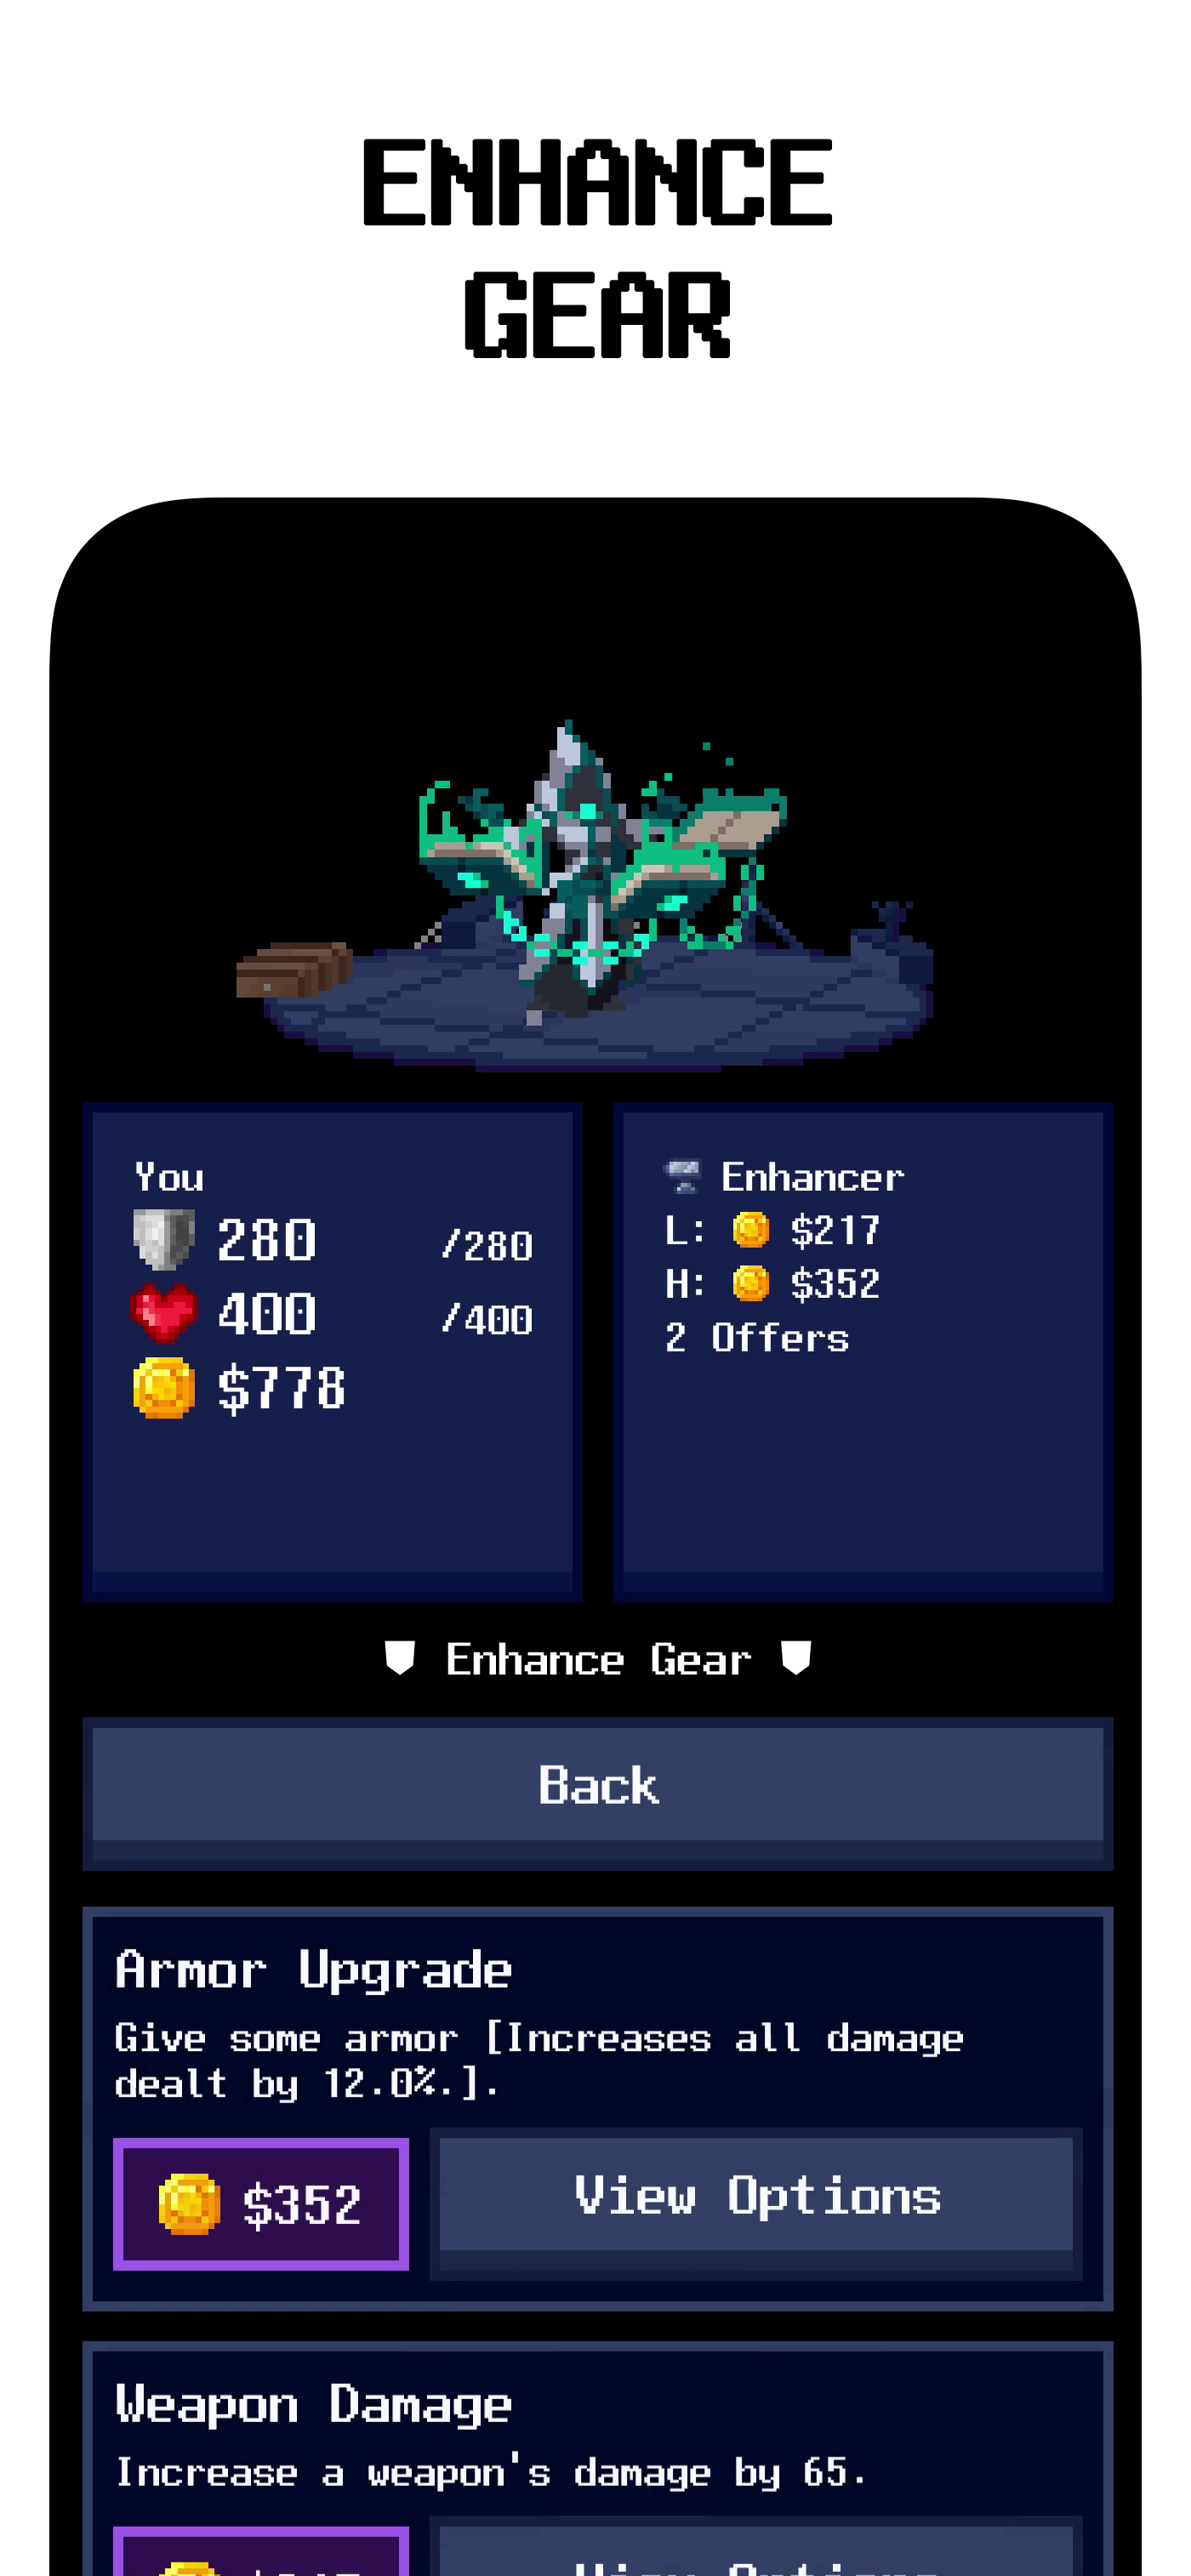 ENHANCE
GEAR
You
280 /280
400 /400
$778
Enhancer
L: $217
H: $352
2 Offers
Enhance Gear
Back
Armor Upgrade
Give some armor [Increases all damage
dealt by 12.0%.].
$352
View Options
Weapon Damage
Increase a weapon's damage by 65.